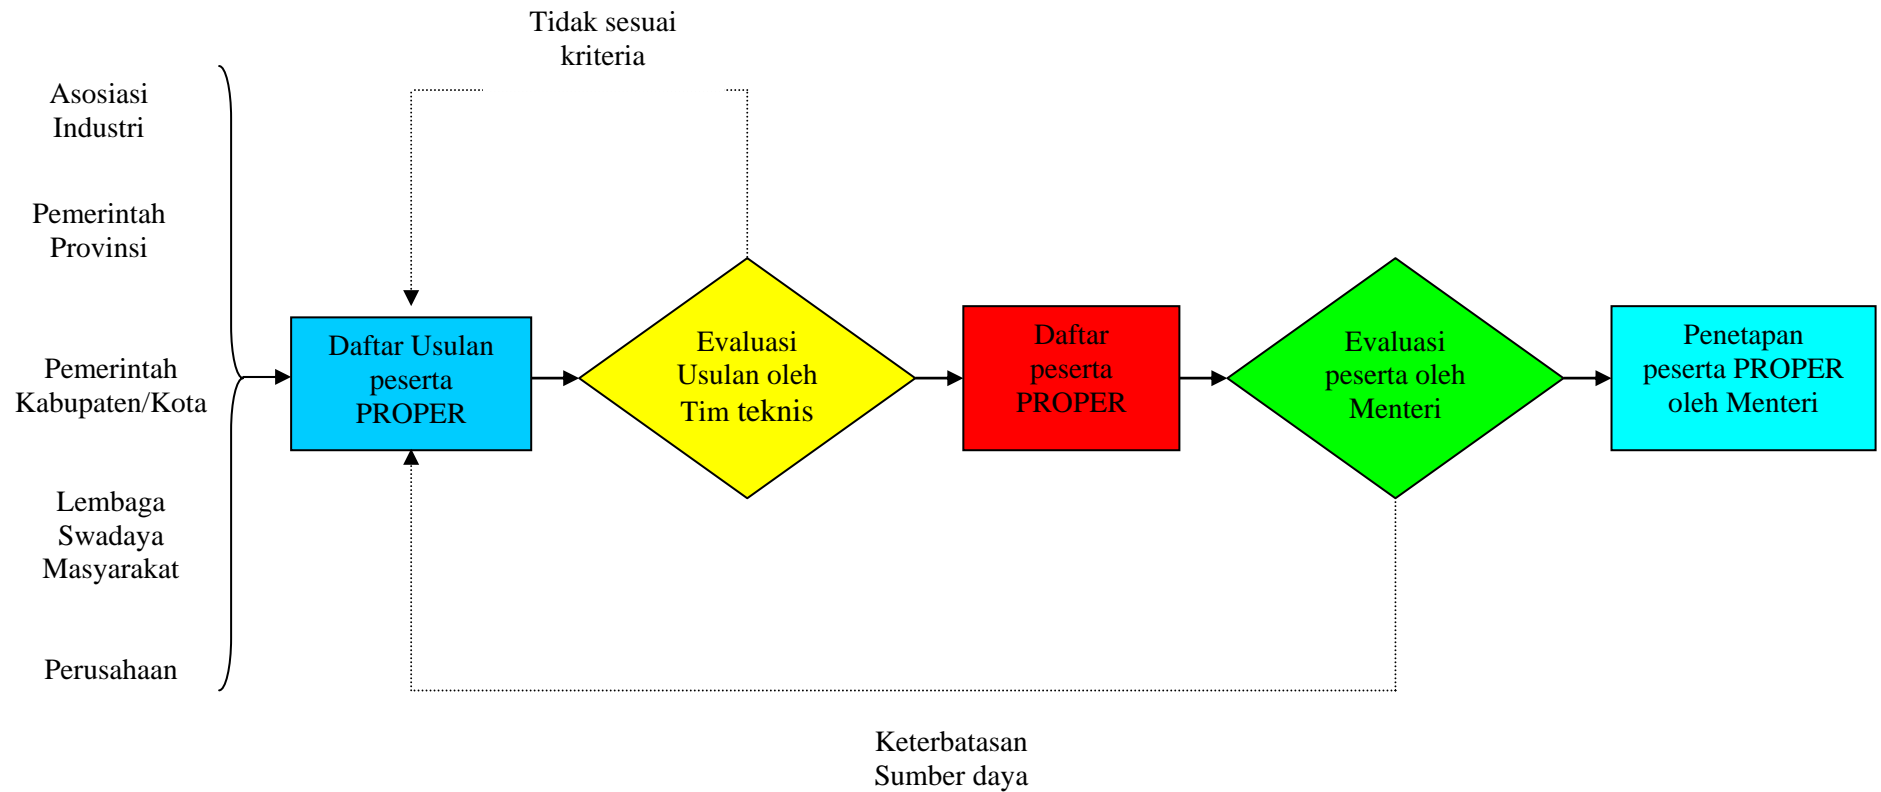 Tidak sesuai
kriteria
Asosiasi
Industri
Pemerintah
Provinsi
Pemerintah
Kabupaten/Kota
Lembaga
Swadaya
Masyarakat
Perusahaan
Daftar Usulan
peserta
PROPER
Evaluasi
Usulan oleh
Tim teknis
Daftar
peserta
PROPER
Evaluasi
peserta oleh
Menteri
Penetapan
peserta PROPER
oleh Menteri
Keterbatasan
Sumber daya